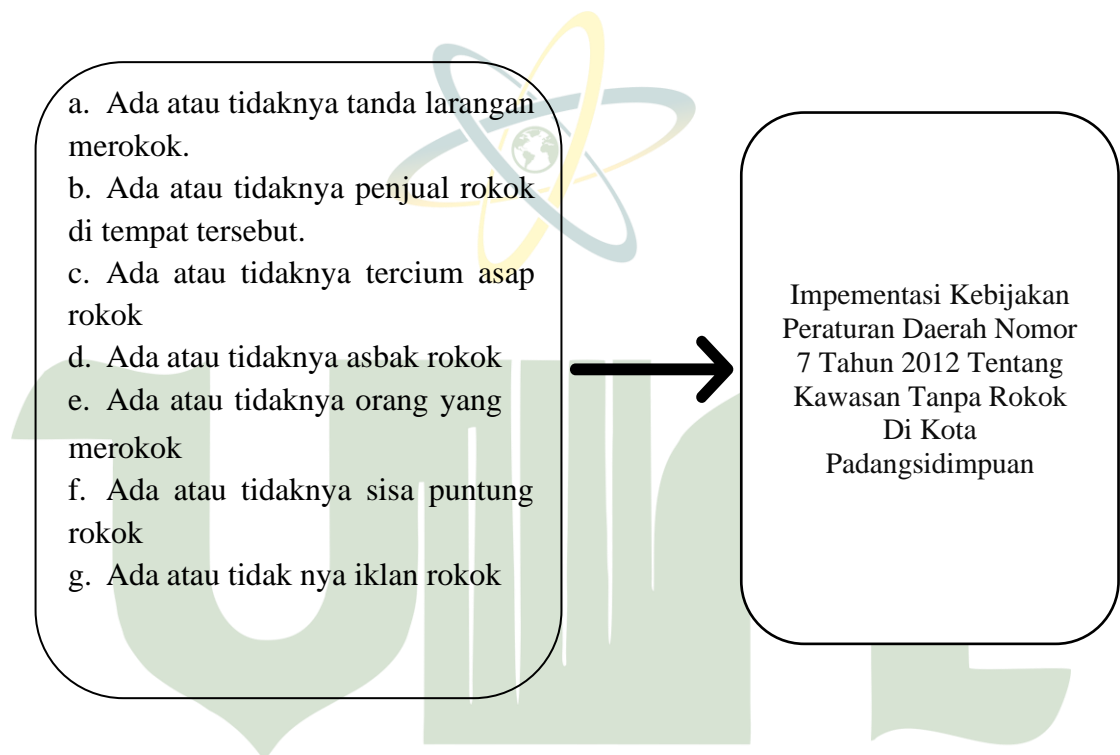 a. Ada atau tidaknya tanda larangan
merokok.
b. Ada atau tidaknya penjual rokok
di tempat tersebut.
c. Ada atau tidaknya tercium asap
rokok
d. Ada atau tidaknya asbak rokok
e. Ada atau tidaknya orang yang
merokok
f. Ada atau tidaknya sisa puntung
rokok
g. Ada atau tidak nya iklan rokok
Impementasi Kebijakan
Peraturan Daerah Nomor
7 Tahun 2012 Tentang
Kawasan Tanpa Rokok
Di Kota
Padangsidimpuan